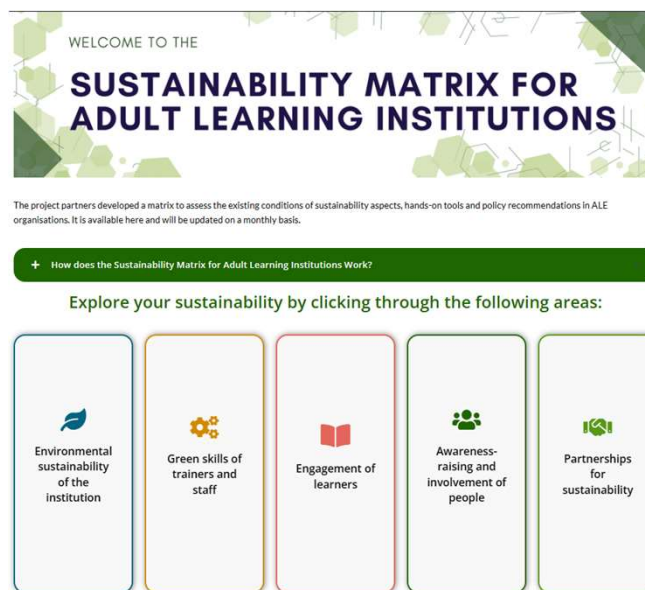 WELCOME TO THE
SUSTAINABILITY MATRIX FOR
ADULT LEARNING INSTITUTIONS
The project partners developed a matrix to assess the existing conditions of sustainability aspects, hands-on tools and policy recommendations in ALE
organisations. It is available here and will be updated on a monthly basis.
+ How does the Sustainability Matrix for Adult Learning Institutions Work?
Explore your sustainability by clicking through the following areas:
Environmental
sustainability
of the
institution
Green skills of
trainers and
staff
Engagement of
learners
Awareness-
raising and
involvement of
people
Partnerships
for
sustainability